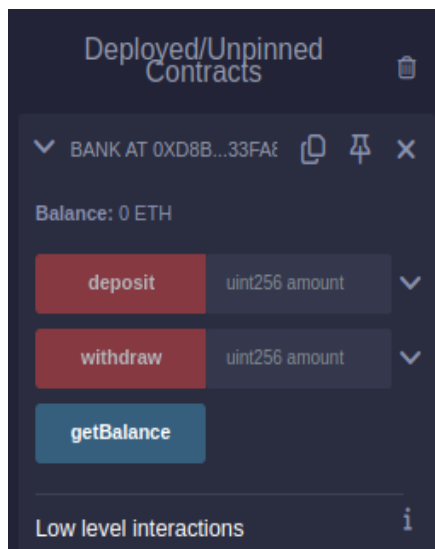 Deployed/Unpinned
Contracts
BANK AT 0XD8B...33FA8
Balance: 0 ETH
deposit uint256 amount
withdraw uint256 amount
getBalance
Low level interactions